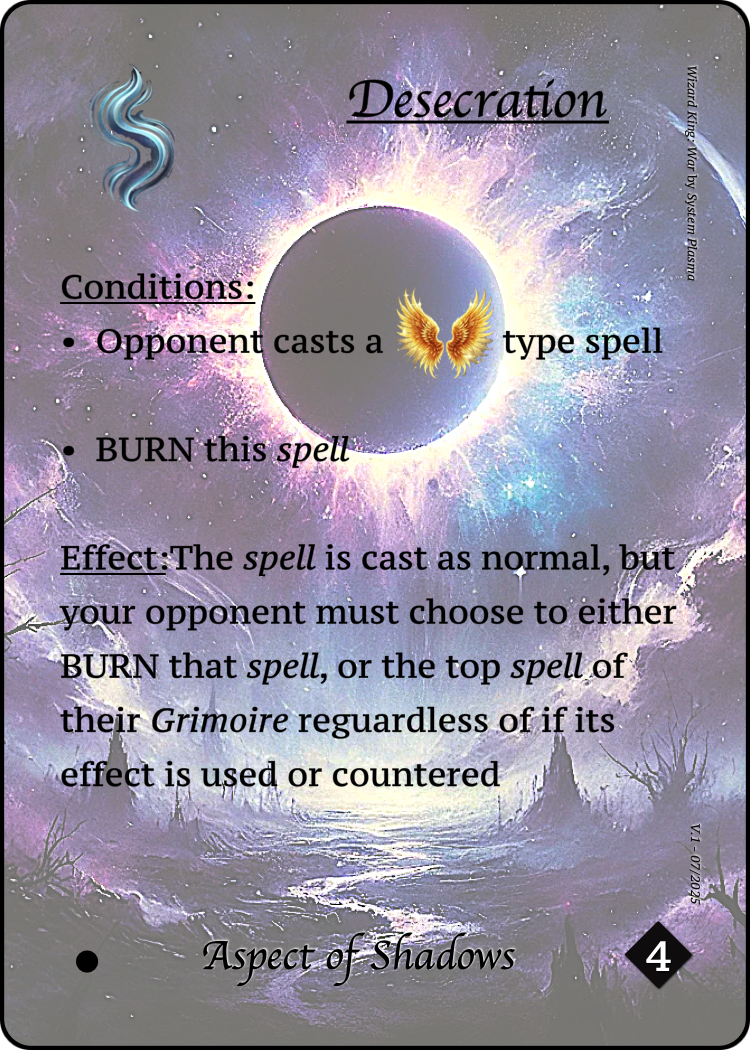 Desecration
Wizard King: War by System Plasma
Conditions:
• Opponent casts a type spell
• BURN this spell
Effect:The spell is cast as normal, but
your opponent must choose to either
BURN that spell, or the top spell of
their Grimoire reguardless of if its
effect is used or countered
V.1 - 07/2025
Aspect of Shadows
4